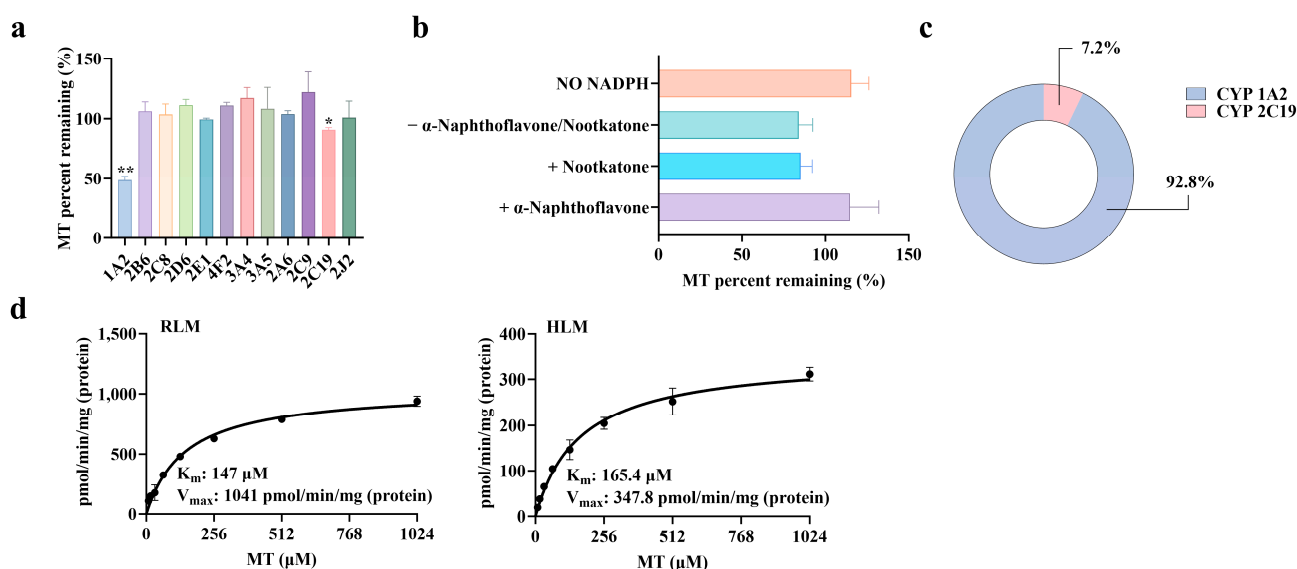 a
MT percent remaining (%)
150
100
50
0
**
*
1A2
2B6
2C8
2D6
2E1
4F2
3A4
3A5
2A6
2C9
2C19
2J2
b
NO NADPH
− α-Naphthoflavone/Nootkatone
+ Nootkatone
+ α-Naphthoflavone
0
50
100
150
MT percent remaining (%)
c
7.2%
92.8%
CYP 1A2
CYP 2C19
d
RLM
pmol/min/mg (protein)
1,500
1,000
500
0
Km: 147 μM
Vmax: 1041 pmol/min/mg (protein)
0
256
512
768
1024
MT (μM)
HLM
pmol/min/mg (protein)
400
300
200
100
0
Km: 165.4 μM
Vmax: 347.8 pmol/min/mg (protein)
0
256
512
768
1024
MT (μM)